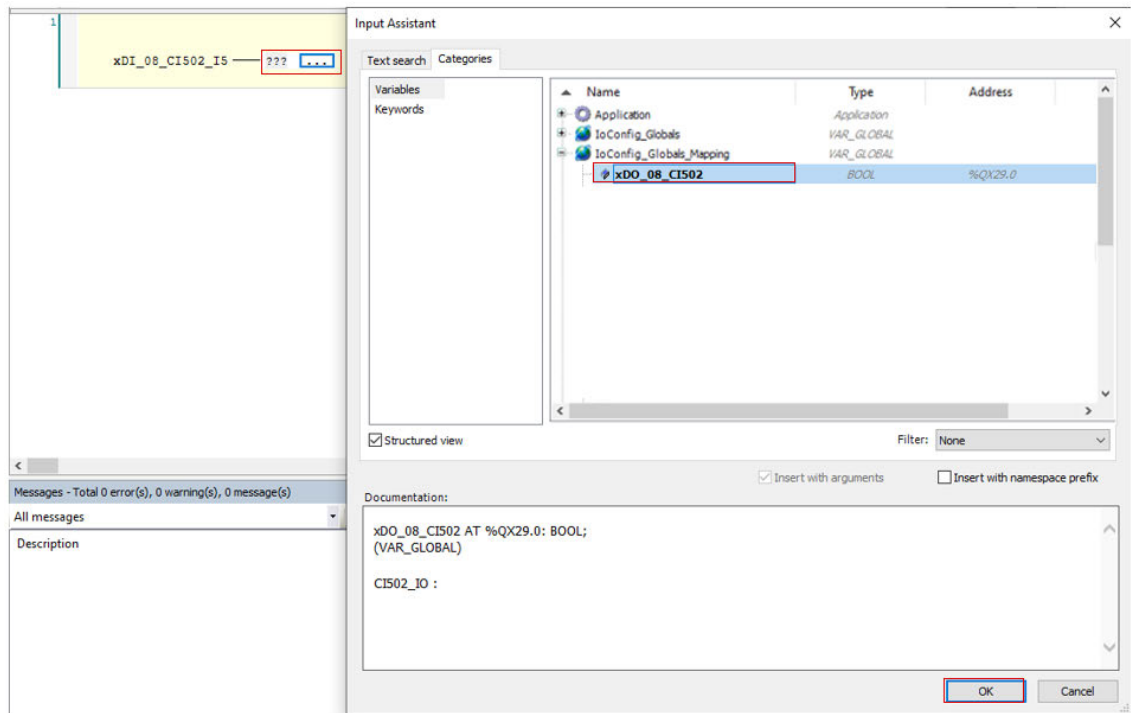 1
xDI_08_CI502_I5 ??? ...
Messages - Total 0 error(s), 0 warning(s), 0 message(s)
All messages
Description
Input Assistant
Text search Categories
Variables
Keywords
Name Type Address
Application Application
IoConfig_Globals VAR_GLOBAL
IoConfig_Globals_Mapping VAR_GLOBAL
xDO_08_CI502 BOOL %QX29.0
Structured view Filter: None
Insert with arguments Insert with namespace prefix
Documentation:
xDO_08_CI502 AT %QX29.0: BOOL;
(VAR_GLOBAL)
CI502_IO :
OK Cancel